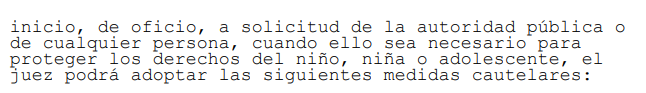 inicio, de oficio, a solicitud de la autoridad pública o
de cualquier persona, cuando ello sea necesario para
proteger los derechos del niño, niña o adolescente, el
juez podrá adoptar las siguientes medidas cautelares: